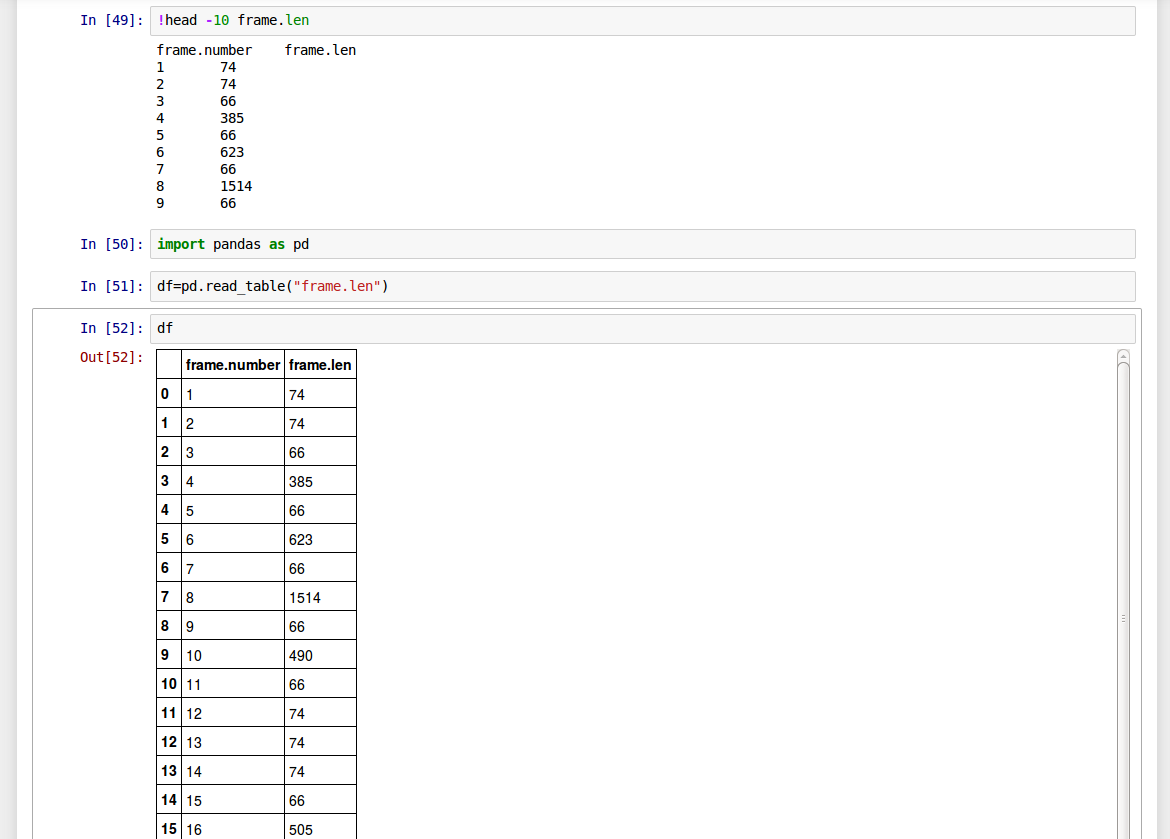 In [49]: !head -10 frame.len
frame.number    frame.len
1       74
2       74
3       66
4       385
5       66
6       623
7       66
8       1514
9       66
In [50]: import pandas as pd
In [51]: df=pd.read_table("frame.len")
In [52]: df
Out[52]:
frame.number frame.len
0 1 74
1 2 74
2 3 66
3 4 385
4 5 66
5 6 623
6 7 66
7 8 1514
8 9 66
9 10 490
10 11 66
11 12 74
12 13 74
13 14 74
14 15 66
15 16 505